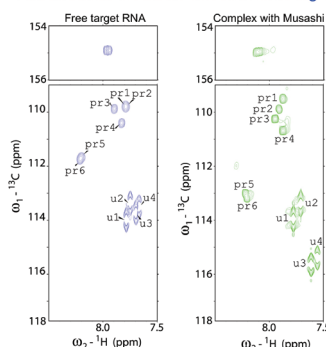 Free target RNA
Complex with Musashi
154
156
110
112
114
116
118
ω1 - 13C (ppm)
pr1
pr2
pr3
pr4
pr5
pr6
u2
u4
u1
u3
8.0
7.5
ω2 - 1H (ppm)
154
156
110
112
114
116
118
ω1 - 13C (ppm)
pr1
pr2
pr3
pr4
pr5
pr6
u2
u1
u4
u3
8.0
7.5
ω2 - 1H (ppm)